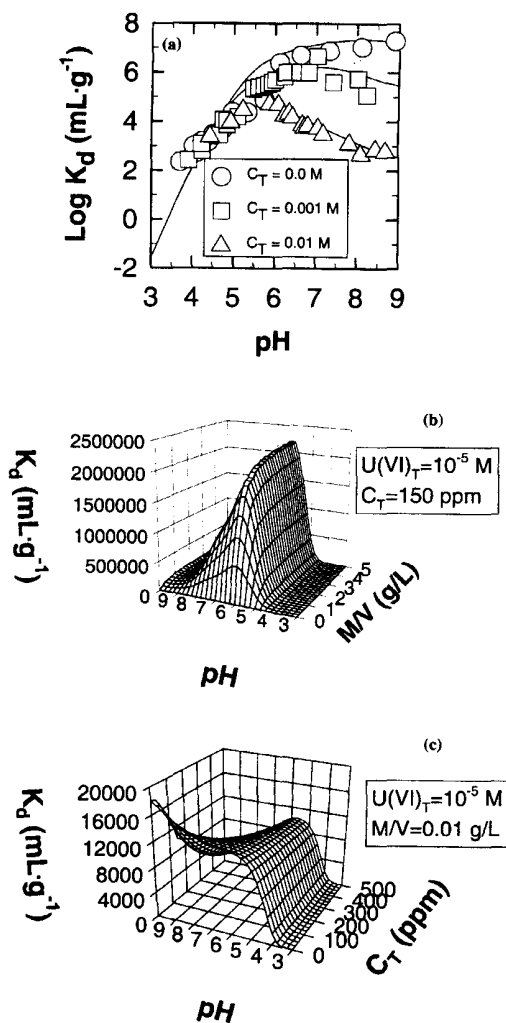 (a)
Log K_d (mL·g⁻¹)
8
6
4
2
0
-2
C_T = 0.0 M
C_T = 0.001 M
C_T = 0.01 M
3 4 5 6 7 8 9
pH
(b)
U(VI)_T=10⁻⁵ M
C_T=150 ppm
K_d (mL·g⁻¹)
2500000
2000000
1500000
1000000
500000
0
9 8 7 6 5 4 3
pH
0 1 2 3 4 5
M/V (g/L)
(c)
U(VI)_T=10⁻⁵ M
M/V=0.01 g/L
K_d (mL·g⁻¹)
20000
16000
12000
8000
4000
0
9 8 7 6 5 4 3
pH
0 100 200 300 400 500
C_T (ppm)